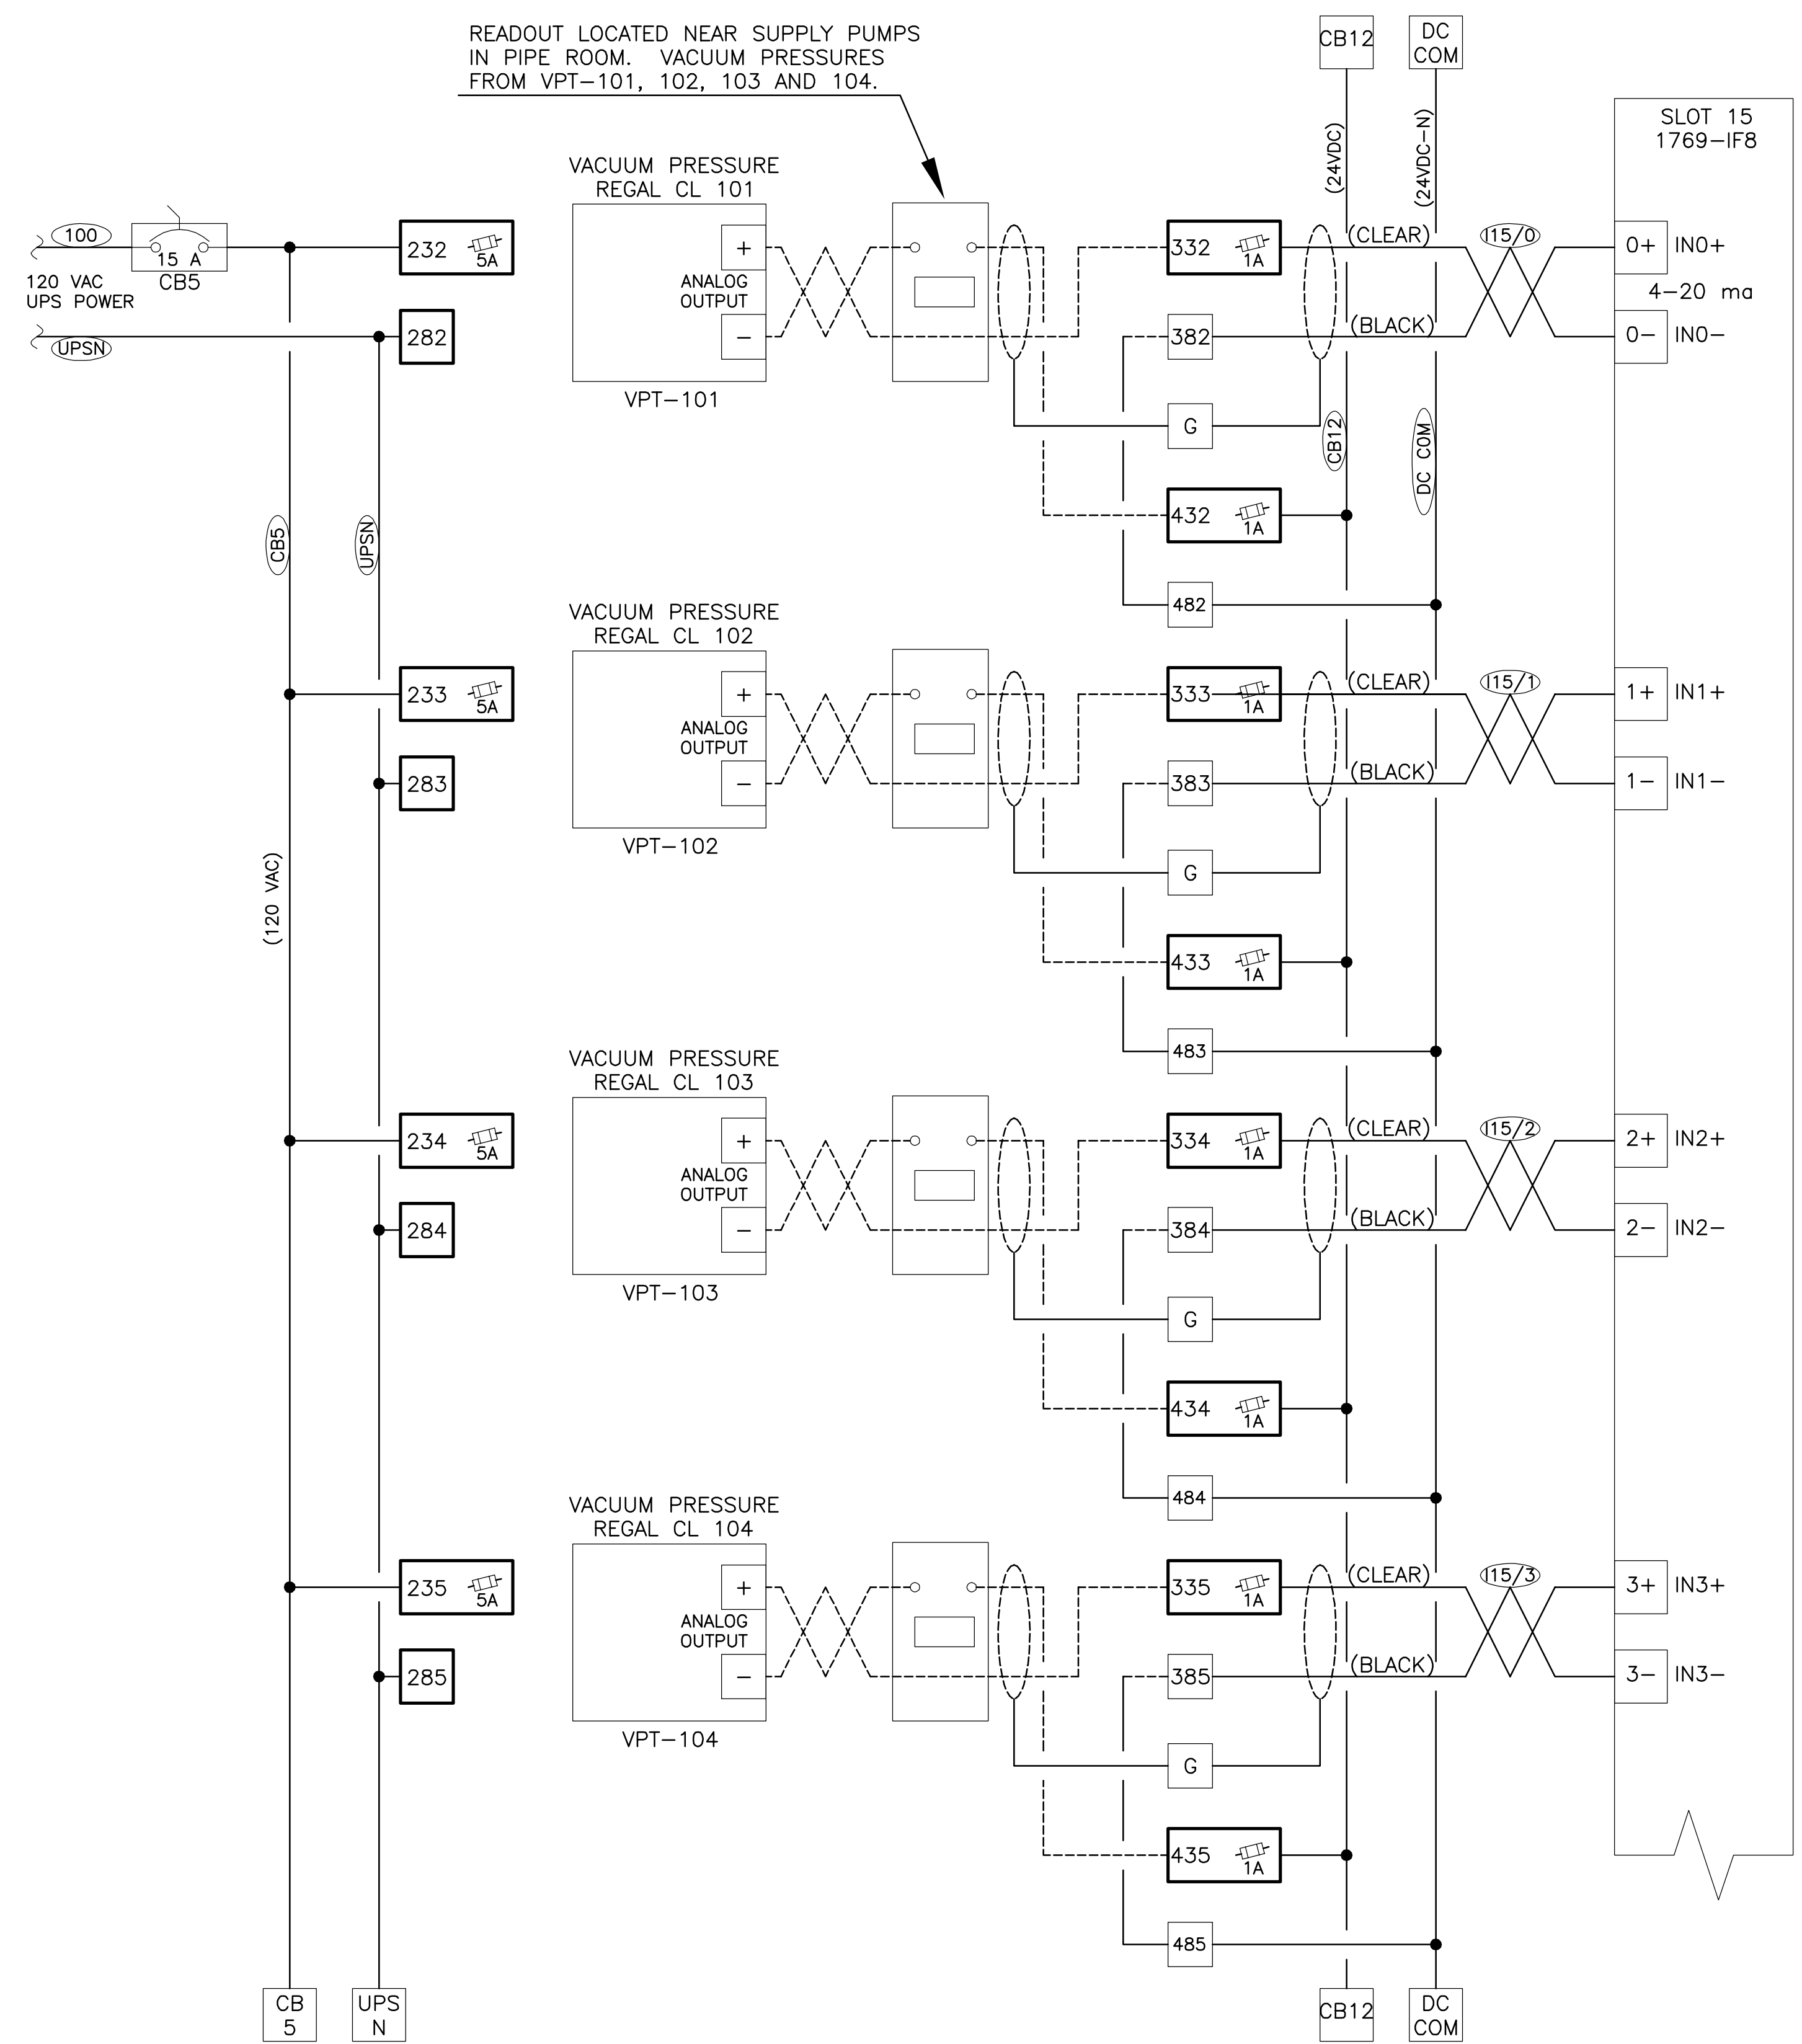 READOUT LOCATED NEAR SUPPLY PUMPS
IN PIPE ROOM. VACUUM PRESSURES
FROM VPT-101, 102, 103 AND 104.
CB12
DC
COM
(24VDC)
(24VDC-N)
SLOT 15
1769-IF8
VACUUM PRESSURE
REGAL CL 101
100
15 A
CB5
120 VAC
UPS POWER
UPSN
232
5A
282
+
ANALOG
OUTPUT
-
VPT-101
332
1A
(CLEAR)
I15/0
0+
IN0+
4-20 ma
382
(BLACK)
0-
IN0-
G
CB12
DC COM
432
1A
482
CB5
UPSN
VACUUM PRESSURE
REGAL CL 102
233
5A
283
+
ANALOG
OUTPUT
-
VPT-102
333
1A
(CLEAR)
I15/1
1+
IN1+
383
(BLACK)
1-
IN1-
G
433
1A
483
(120 VAC)
VACUUM PRESSURE
REGAL CL 103
234
5A
284
+
ANALOG
OUTPUT
-
VPT-103
334
1A
(CLEAR)
I15/2
2+
IN2+
384
(BLACK)
2-
IN2-
G
434
1A
484
VACUUM PRESSURE
REGAL CL 104
235
5A
285
+
ANALOG
OUTPUT
-
VPT-104
335
1A
(CLEAR)
I15/3
3+
IN3+
385
(BLACK)
3-
IN3-
G
435
1A
485
CB
5
UPS
N
CB12
DC
COM